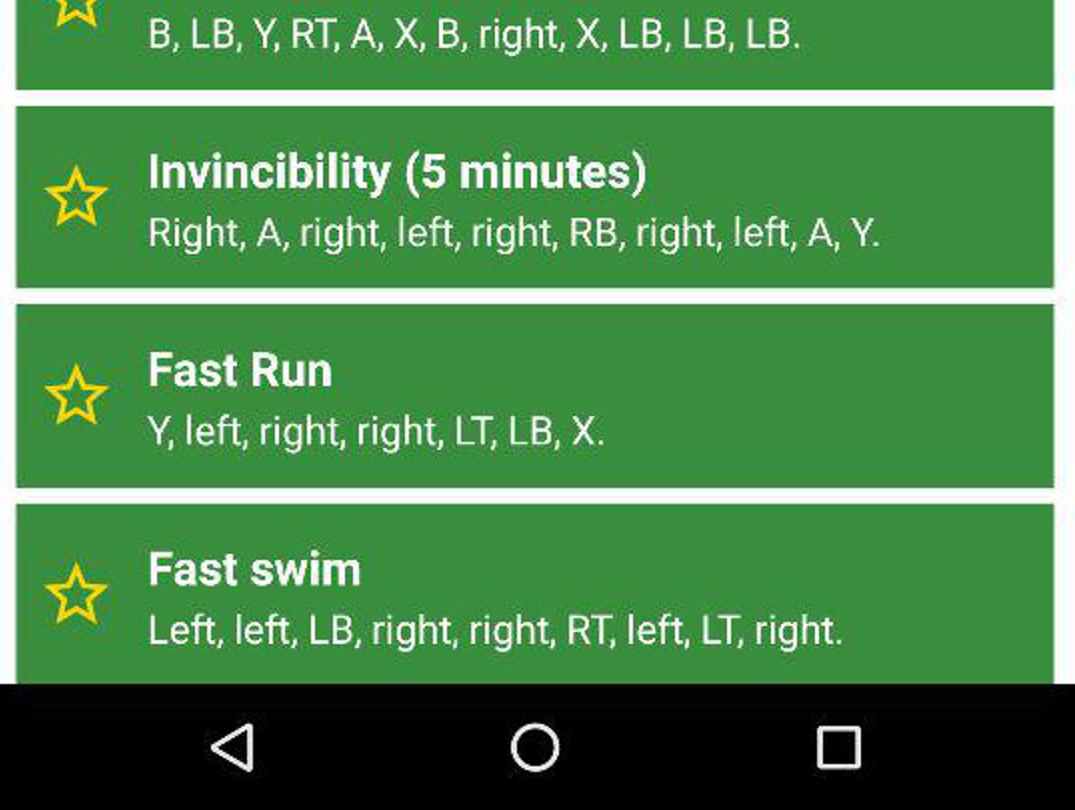 B, LB, Y, RT, A, X, B, right, X, LB, LB, LB.
Invincibility (5 minutes)
Right, A, right, left, right, RB, right, left, A, Y.
Fast Run
Y, left, right, right, LT, LB, X.
Fast swim
Left, left, LB, right, right, RT, left, LT, right.